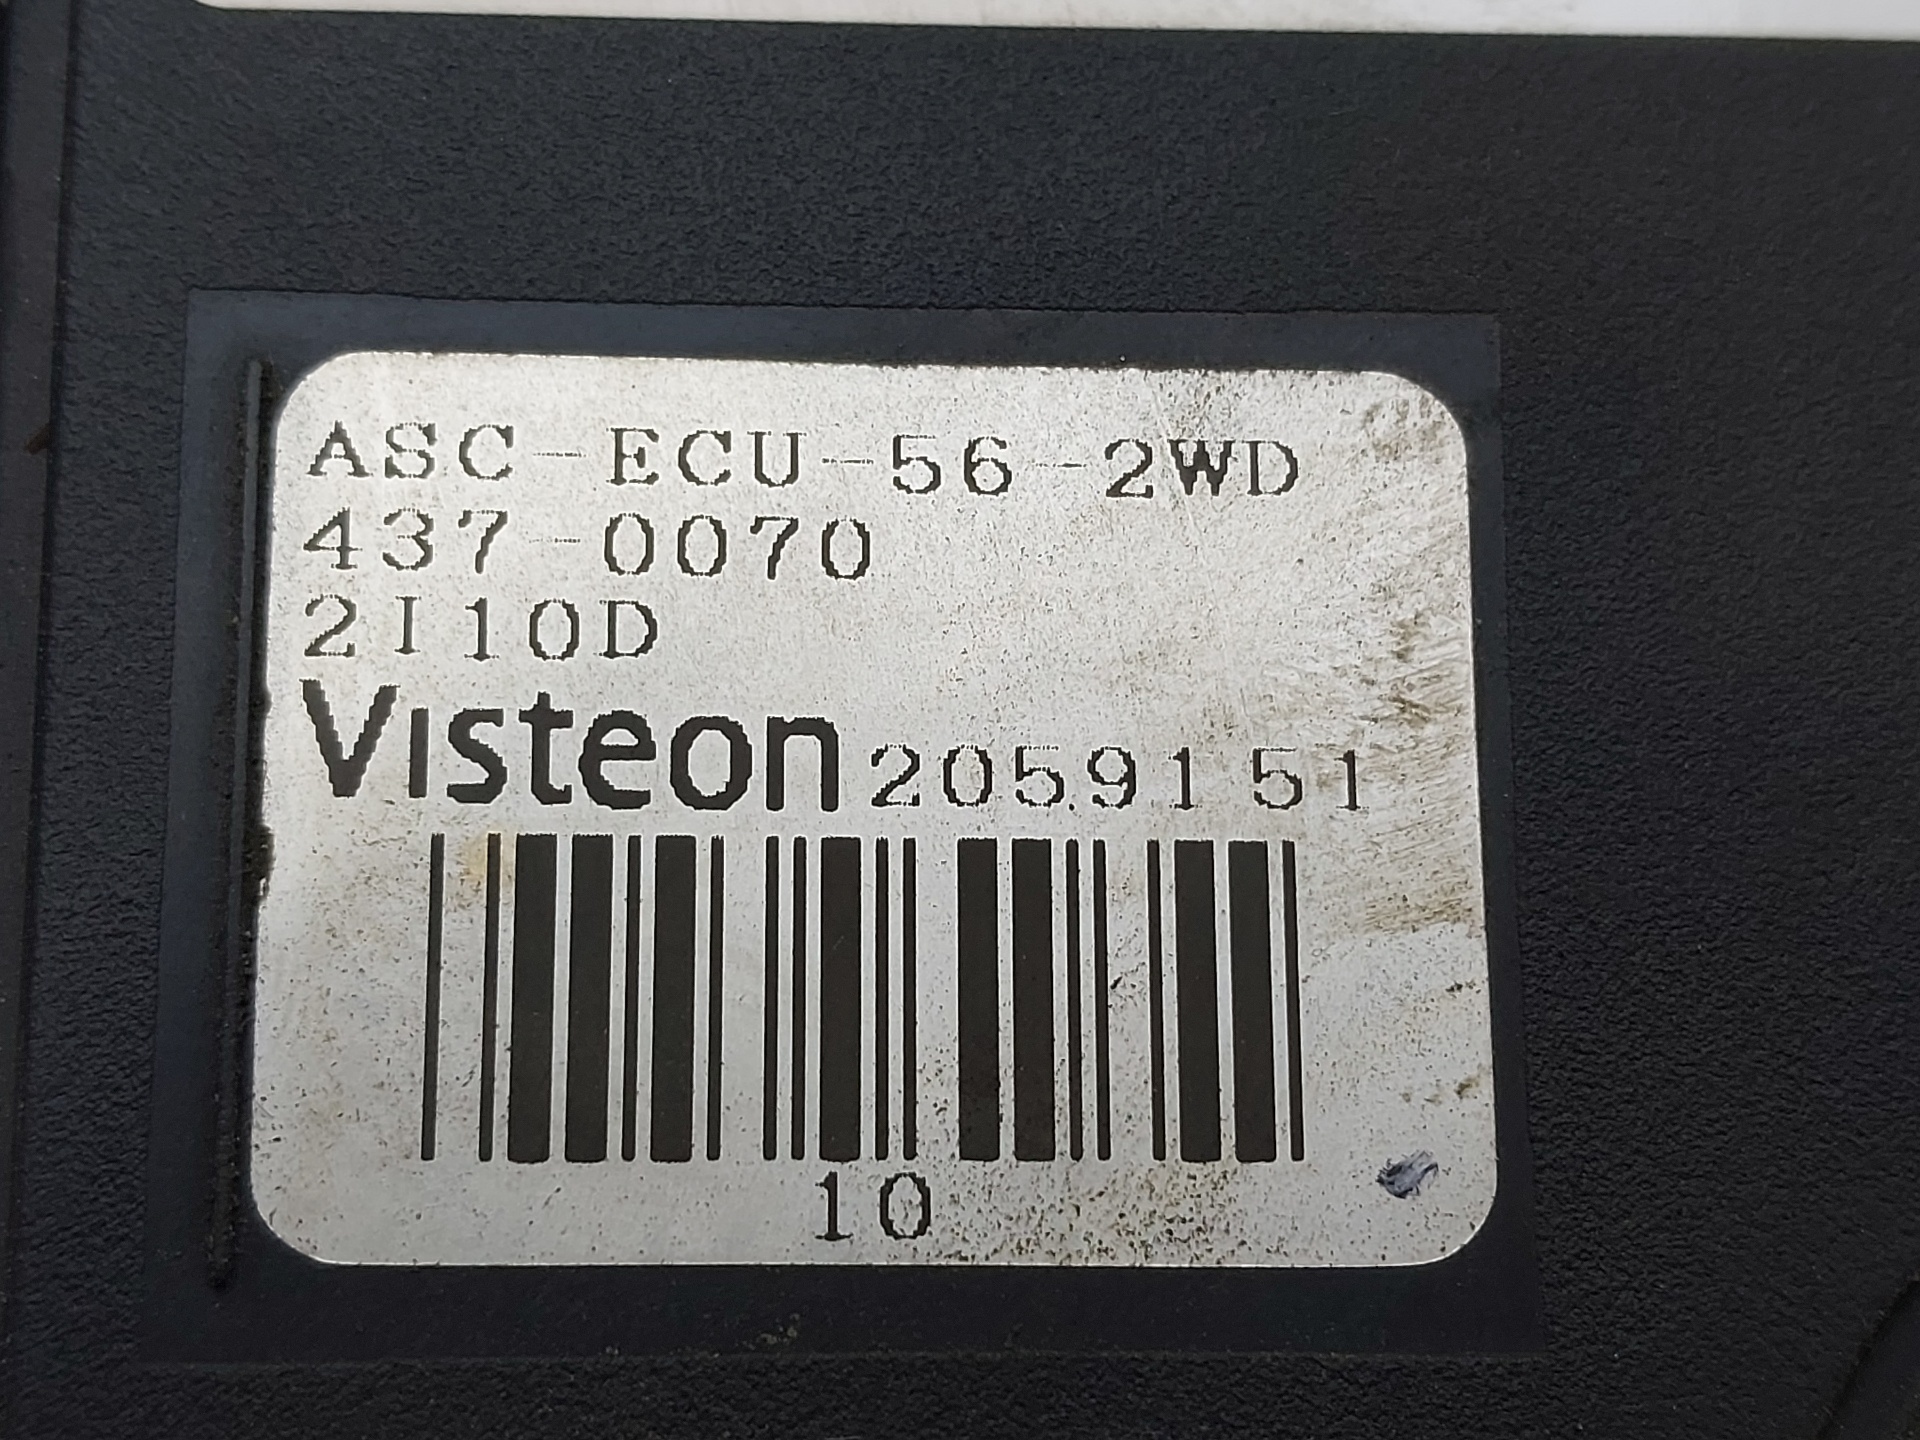 ASC-ECU-56-2WD
437-0070
2I10D
Visteon 2059151
10